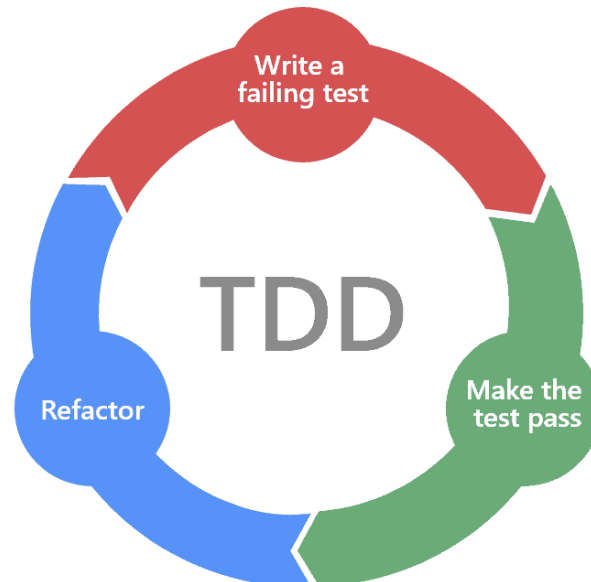 Write a
failing test
TDD
Refactor
Make the
test pass